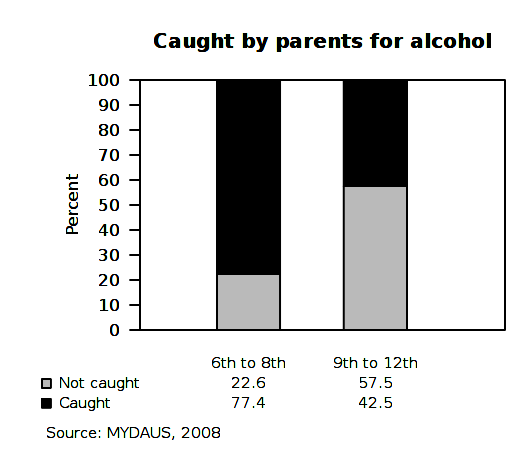 Caught by parents for alcohol
100
90
80
70
60
50
40
30
20
10
0
Percent
6th to 8th 9th to 12th
Not caught 22.6 57.5
Caught 77.4 42.5
Source: MYDAUS, 2008